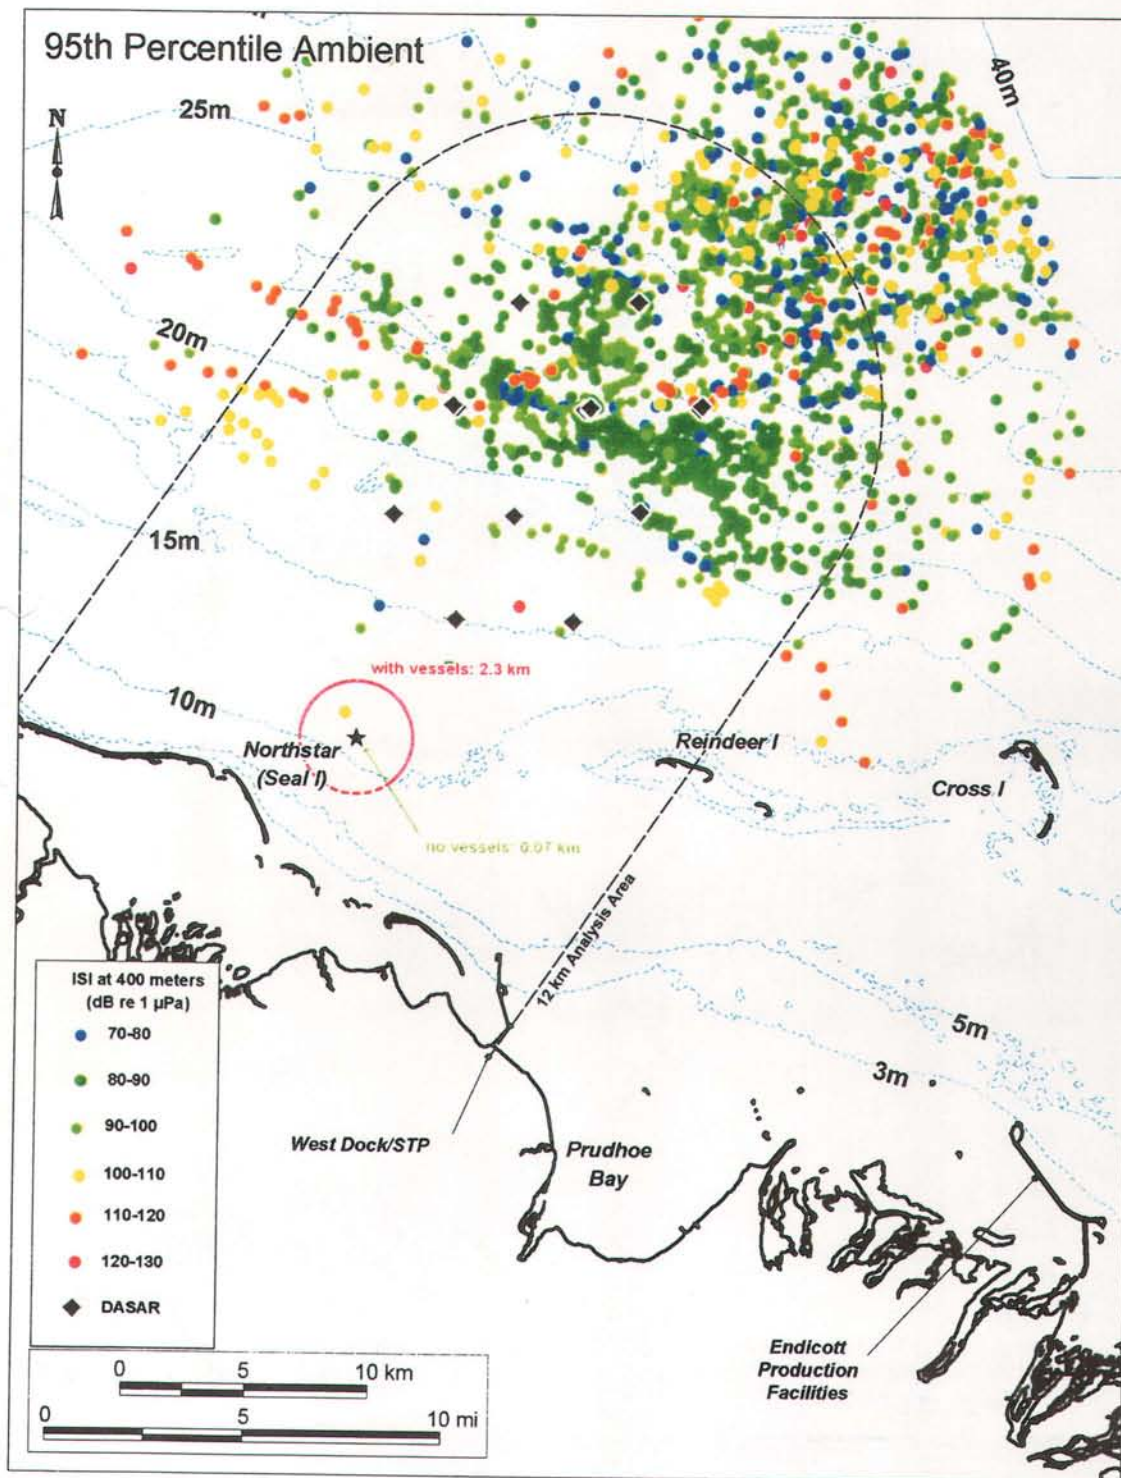 95th Percentile Ambient
40m
25m
N
20m
15m
with vessels: 2.3 km
10m
Northstar
(Seal I)
Reindeer I
Cross I
no vessels: 0.07 km
12 km Analysis Area
ISI at 400 meters
(dB re 1 µPa)
70-80
80-90
90-100
100-110
110-120
120-130
DASAR
5m
3m
West Dock/STP
Prudhoe
Bay
Endicott
Production
Facilities
0 5 10 km
0 5 10 mi